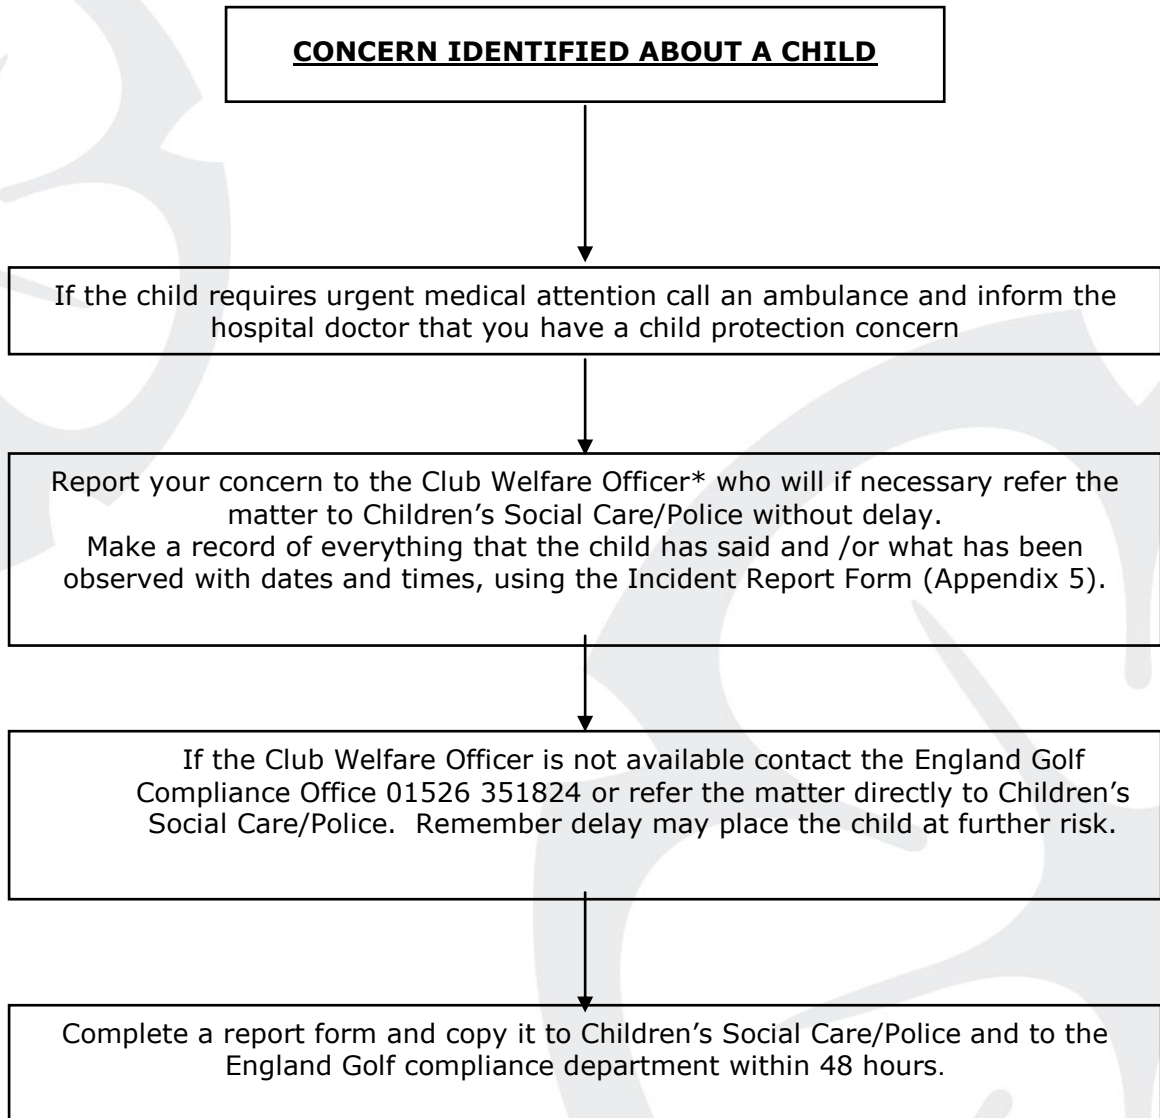 CONCERN IDENTIFIED ABOUT A CHILD
If the child requires urgent medical attention call an ambulance and inform the
hospital doctor that you have a child protection concern
Report your concern to the Club Welfare Officer* who will if necessary refer the
matter to Children’s Social Care/Police without delay.
Make a record of everything that the child has said and /or what has been
observed with dates and times, using the Incident Report Form (Appendix 5).
If the Club Welfare Officer is not available contact the England Golf
Compliance Office 01526 351824 or refer the matter directly to Children’s
Social Care/Police.  Remember delay may place the child at further risk.
Complete a report form and copy it to Children’s Social Care/Police and to the
England Golf compliance department within 48 hours.